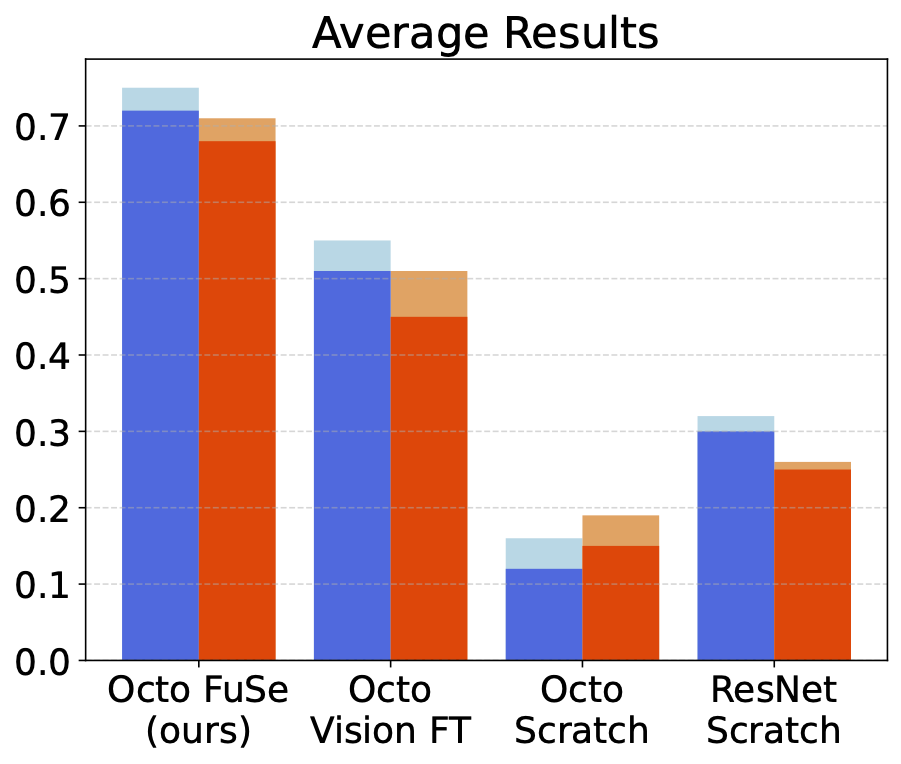 Average Results
0.7
0.6
0.5
0.4
0.3
0.2
0.1
0.0
Octo FuSe
(ours)
Octo
Vision FT
Octo
Scratch
ResNet
Scratch